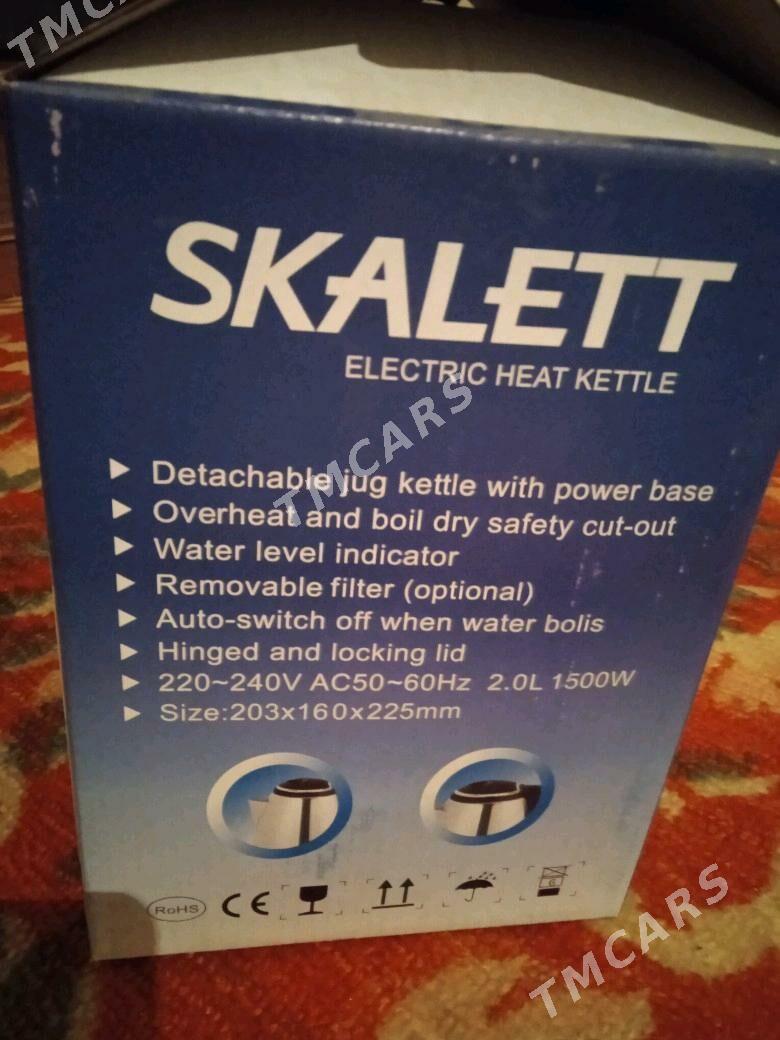 TMCARS
SKALETT
ELECTRIC HEAT KETTLE
Detachable jug kettle with power base
Overheat and boil dry safety cut-out
Water level indicator
Removable filter (optional)
Auto-switch off when water bolis
Hinged and locking lid
220~240V AC50~60Hz 2.0L 1500W
Size:203x160x225mm
TMCARS
RoHS CE 6
TMCARS